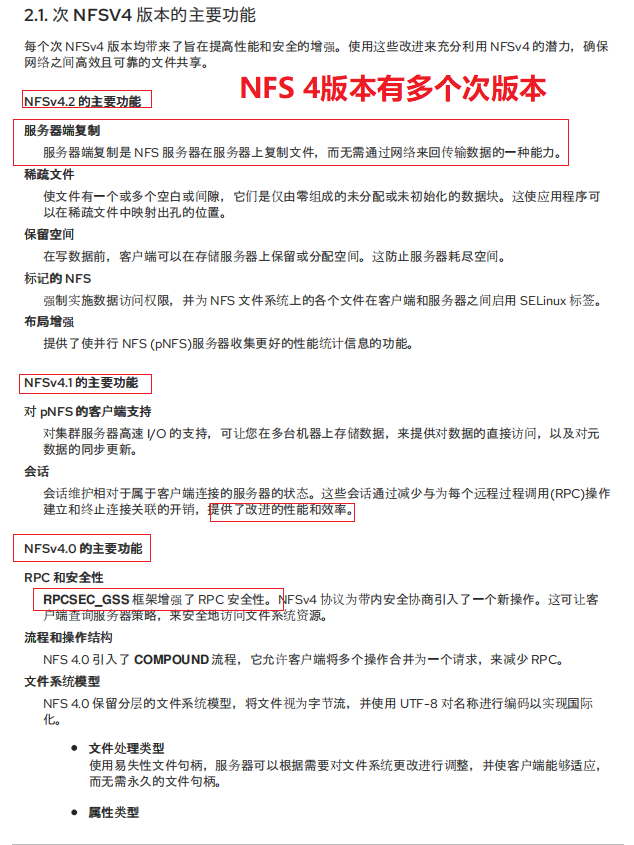 2.1. 次 NFSV4 版本的主要功能
每个次 NFSv4 版本均带来了旨在提高性能和安全的增强。使用这些改进来充分利用 NFSv4 的潜力，确保
网络之间高效且可靠的文件共享。
NFS 4版本有多个次版本
NFSv4.2 的主要功能
服务器端复制
服务器端复制是 NFS 服务器在服务器上复制文件，而无需通过网络来回传输数据的一种能力。
稀疏文件
使文件有一个或多个空白或间隙，它们是仅由零组成的未分配或未初始化的数据块。这使应用程序可
以在稀疏文件中映射出孔的位置。
保留空间
在写数据前，客户端可以在存储服务器上保留或分配空间。这防止服务器耗尽空间。
标记的 NFS
强制实施数据访问权限，并为 NFS 文件系统上的各个文件在客户端和服务器之间启用 SELinux 标签。
布局增强
提供了使并行 NFS (pNFS)服务器收集更好的性能统计信息的功能。
NFSv4.1 的主要功能
对 pNFS 的客户端支持
对集群服务器高速 I/O 的支持，可让您在多台机器上存储数据，来提供对数据的直接访问，以及对元
数据的同步更新。
会话
会话维护相对于属于客户端连接的服务器的状态。这些会话通过减少与为每个远程过程调用(RPC)操作
建立和终止连接关联的开销，提供了改进的性能和效率。
NFSv4.0 的主要功能
RPC 和安全性
RPCSEC_GSS 框架增强了 RPC 安全性。NFSv4 协议为带内安全协商引入了一个新操作。这可让客
户端查询服务器策略，来安全地访问文件系统资源。
流程和操作结构
NFS 4.0 引入了 COMPOUND 流程，它允许客户端将多个操作合并为一个请求，来减少 RPC。
文件系统模型
NFS 4.0 保留分层的文件系统模型，将文件视为字节流，并使用 UTF-8 对名称进行编码以实现国际
化。
● 文件处理类型
使用易失性文件句柄，服务器可以根据需要对文件系统更改进行调整，并使客户端能够适应，
而无需永久的文件句柄。
● 属性类型